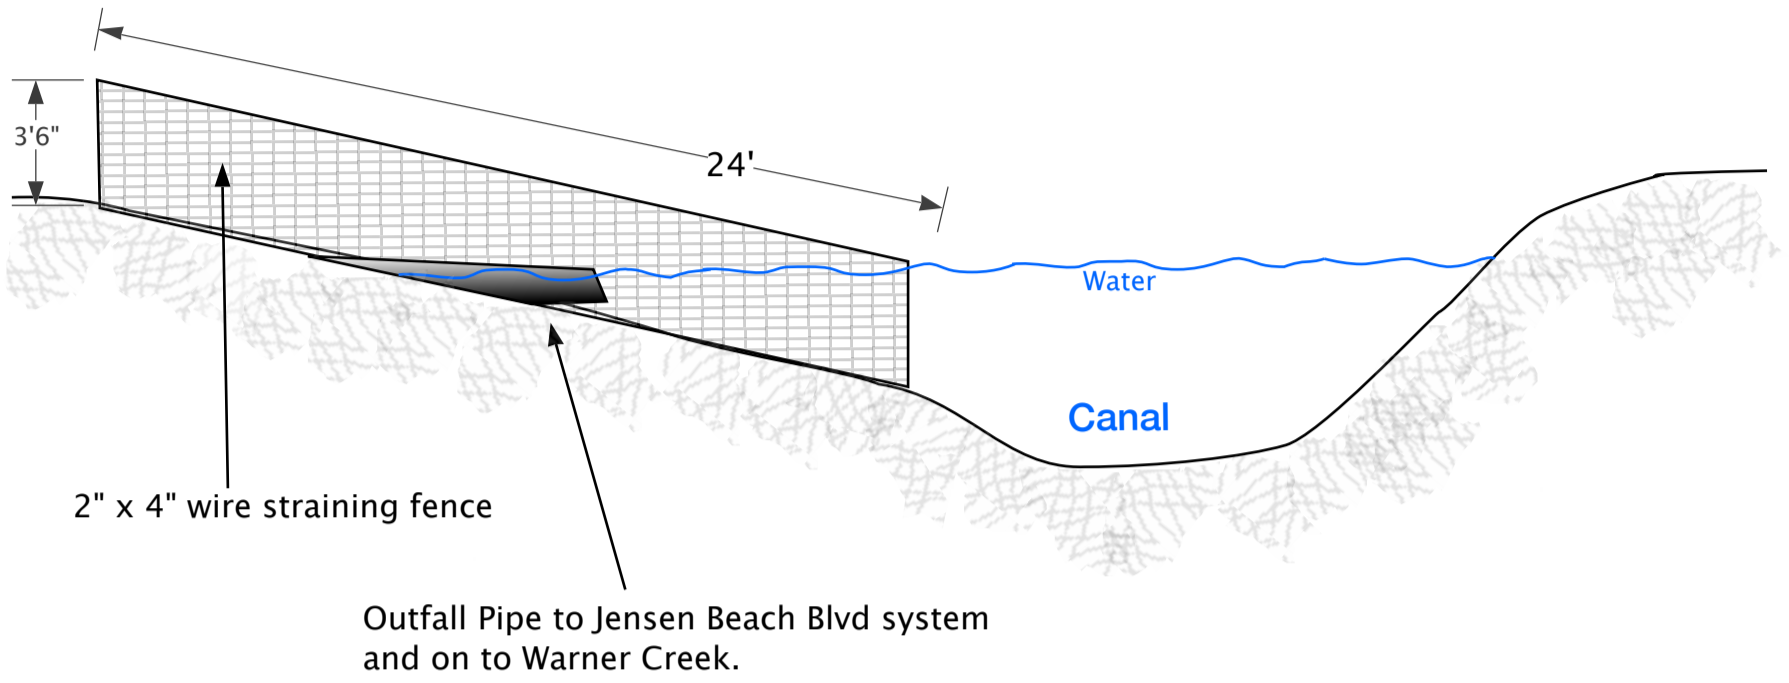 3'6"
24'
Water
Canal
2" x 4" wire straining fence
Outfall Pipe to Jensen Beach Blvd system
and on to Warner Creek.